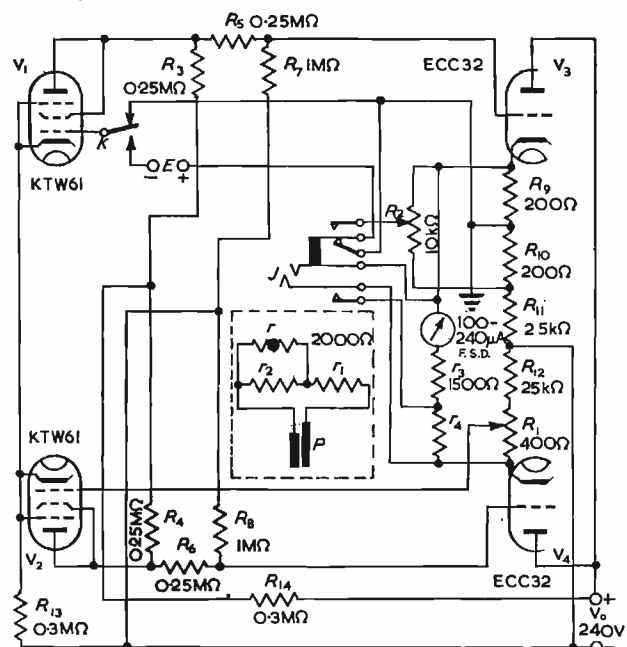 R5 0.25MΩ
V1
R3
0.25MΩ
R7 1MΩ
ECC32
V3
KTW61
K
E
− +
R2
10kΩ
R9
200Ω
R10
200Ω
J
r
2000Ω
r2 r1
P
100-
240μA
F.S.D.
r3
1500Ω
r4
R11
25kΩ
R12
25kΩ
R1
400Ω
KTW61
V2
R4
0.25MΩ
R6
0.25MΩ
R8
1MΩ
V4
ECC32
R13
0.3MΩ
R14
0.3MΩ
+
V0
240V
−